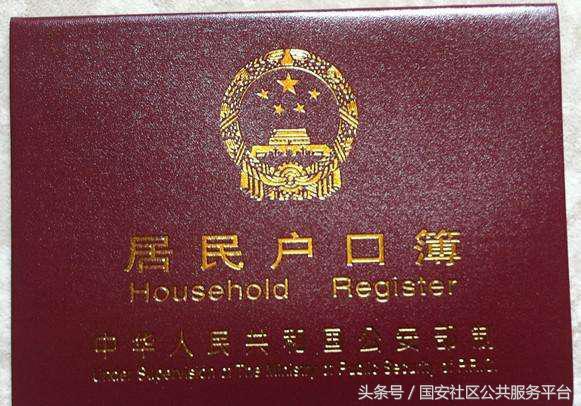 居民户口簿
Household Register
中华人民共和国公安部制
Under Supervision of The Ministry of Public Security of P.R.C.
头条号 / 国安社区公共服务平台